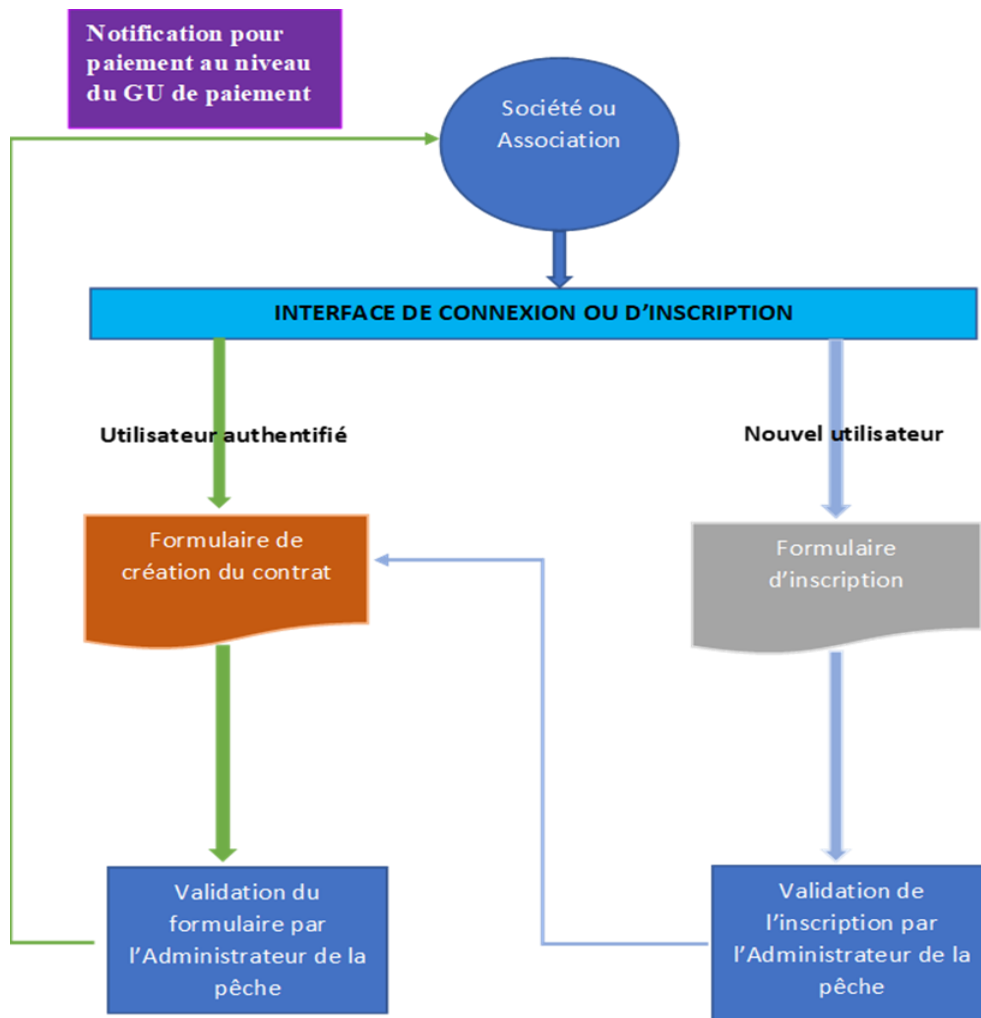 Notification pour
paiement au niveau
du GU de paiement
Société ou
Association
INTERFACE DE CONNEXION OU D’INSCRIPTION
Utilisateur authentifié
Nouvel utilisateur
Formulaire de
création du contrat
Formulaire
d’inscription
Validation du
formulaire par
l’Administrateur de la
pêche
Validation de
l’inscription par
l’Administrateur de la
pêche